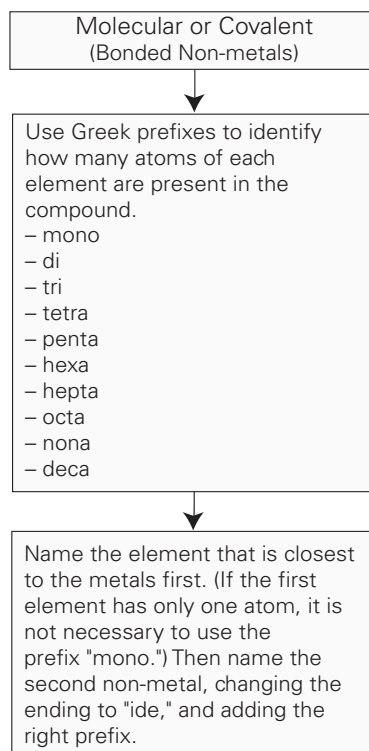 Molecular or Covalent
(Bonded Non-metals)
Use Greek prefixes to identify
how many atoms of each
element are present in the
compound.
– mono
– di
– tri
– tetra
– penta
– hexa
– hepta
– octa
– nona
– deca
Name the element that is closest
to the metals first. (If the first
element has only one atom, it is
not necessary to use the
prefix "mono.") Then name the
second non-metal, changing the
ending to "ide," and adding the
right prefix.